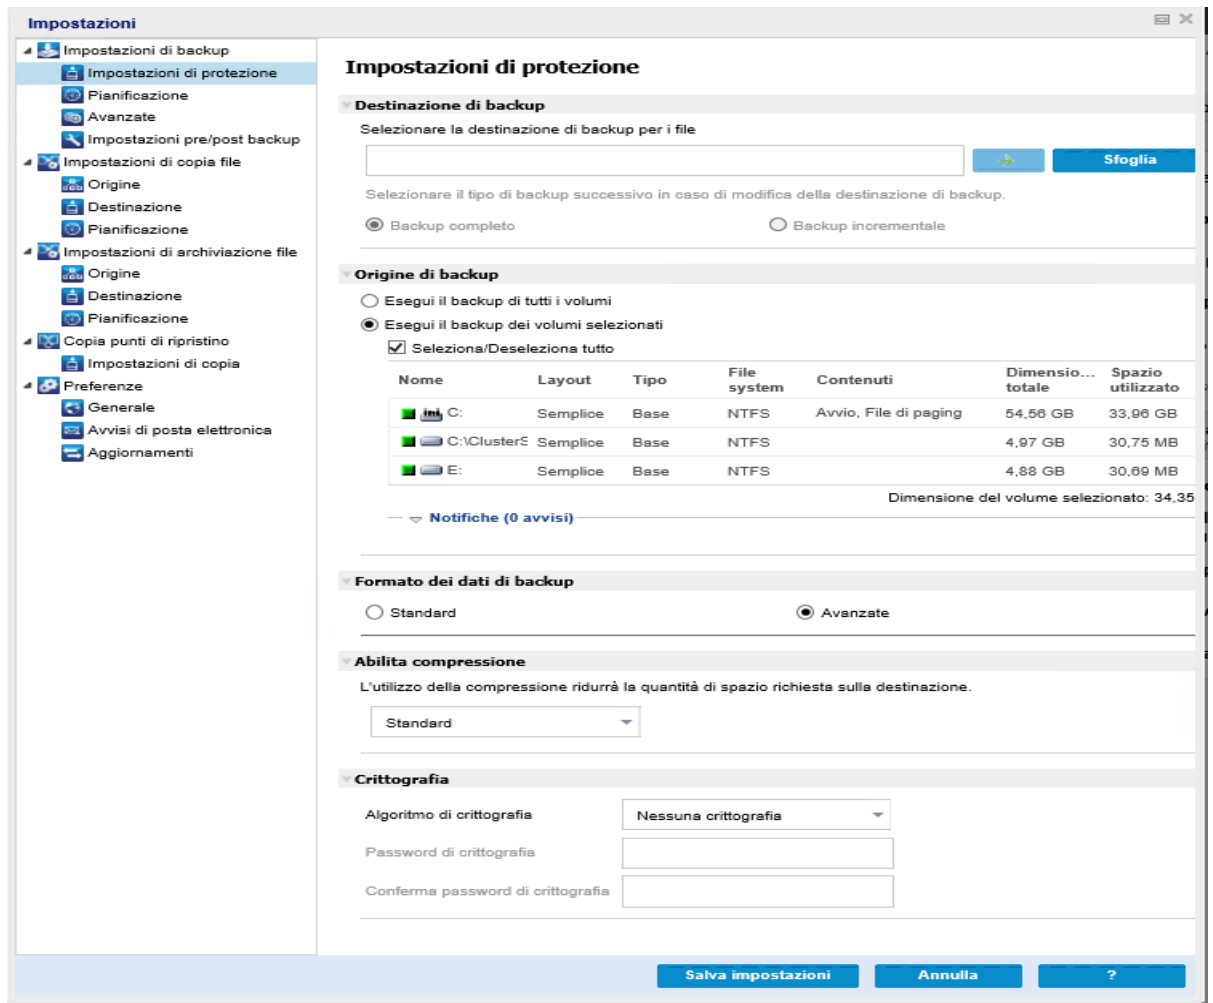 Impostazioni
Impostazioni di backup
Impostazioni di protezione
Pianificazione
Avanzate
Impostazioni pre/post backup
Impostazioni di copia file
Origine
Destinazione
Pianificazione
Impostazioni di archiviazione file
Origine
Destinazione
Pianificazione
Copia punti di ripristino
Impostazioni di copia
Preferenze
Generale
Avvisi di posta elettronica
Aggiornamenti
Impostazioni di protezione
Destinazione di backup
Selezionare la destinazione di backup per i file
Sfoglia
Selezionare il tipo di backup successivo in caso di modifica della destinazione di backup.
Backup completo Backup incrementale
Origine di backup
Esegui il backup di tutti i volumi
Esegui il backup dei volumi selezionati
Seleziona/Deseleziona tutto
Nome Layout Tipo File system Contenuti Dimensio... totale Spazio utilizzato
C: Semplice Base NTFS Avvio, File di paging 54,56 GB 33,96 GB
C:\ClusterS Semplice Base NTFS 4,97 GB 30,75 MB
E: Semplice Base NTFS 4,88 GB 30,69 MB
Dimensione del volume selezionato: 34,35
Notifiche (0 avvisi)
Formato dei dati di backup
Standard Avanzate
Abilita compressione
L'utilizzo della compressione ridurrà la quantità di spazio richiesta sulla destinazione.
Standard
Crittografia
Algoritmo di crittografia Nessuna crittografia
Password di crittografia
Conferma password di crittografia
Salva impostazioni Annulla ?